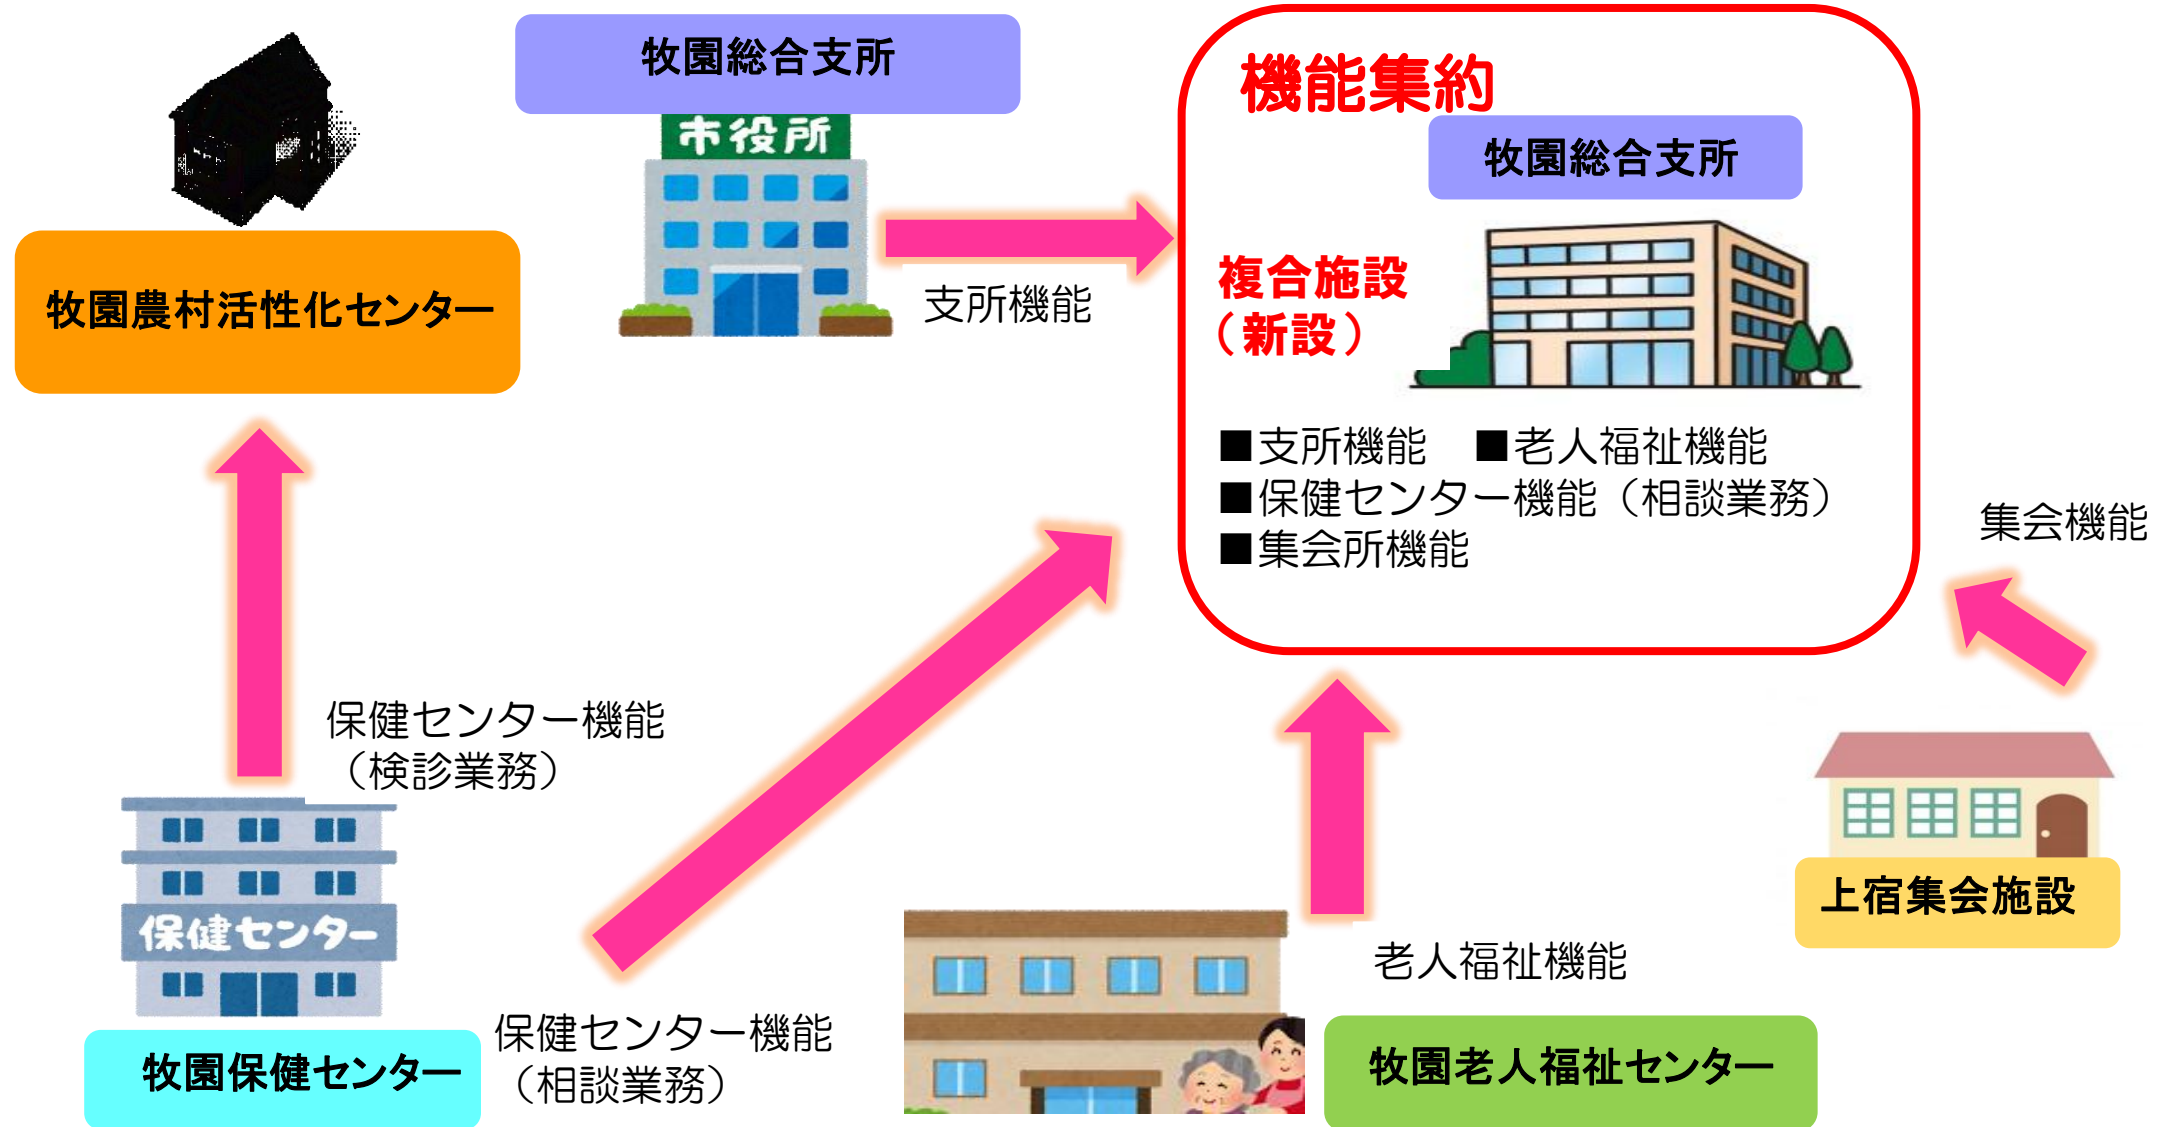 牧園総合支所
市役所
機能集約
牧園総合支所
牧園農村活性化センター
支所機能
複合施設
（新設）
■支所機能　■老人福祉機能
■保健センター機能（相談業務）
■集会所機能
集会機能
保健センター機能
（検診業務）
保健センター
上宿集会施設
老人福祉機能
保健センター機能
（相談業務）
牧園保健センター
牧園老人福祉センター